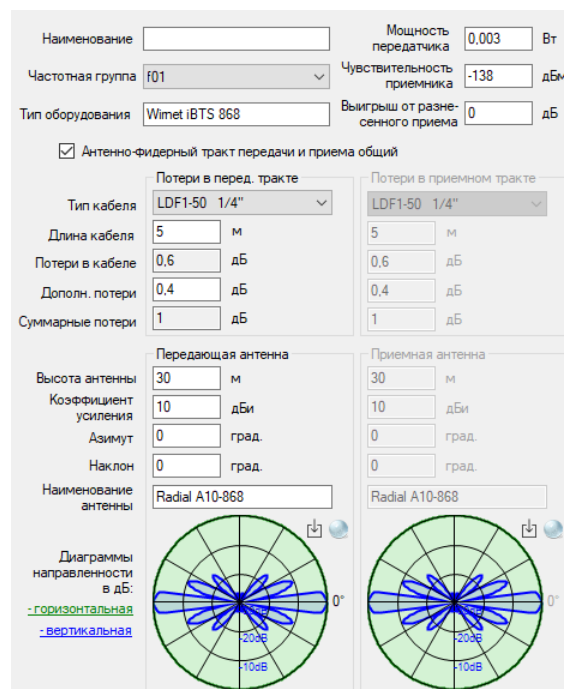 Наименование Мощность передатчика 0,003 Вт
Частотная группа f01 Чувствительность приемника -138 дБм
Тип оборудования Wirnet iBTS 868 Выигрыш от разне- сенного приема 0 дБ
Антенно-фидерный тракт передачи и приема общий
Потери в перед. тракте Потери в приемном тракте
Тип кабеля LDF1-50 1/4" LDF1-50 1/4"
Длина кабеля 5 м 5 м
Потери в кабеле 0,6 дБ 0,6 дБ
Дополн. потери 0,4 дБ 0,4 дБ
Суммарные потери 1 дБ 1 дБ
Передающая антенна Приемная антенна
Высота антенны 30 м 30 м
Коэффициент усиления 10 дБи 10 дБи
Азимут 0 град. 0 град.
Наклон 0 град. 0 град.
Наименование антенны Radial A10-868 Radial A10-868
Диаграммы
направленности
в дБ:
- горизонтальная 0° 0°
- вертикальная -20dB -20dB
-10dB -10dB